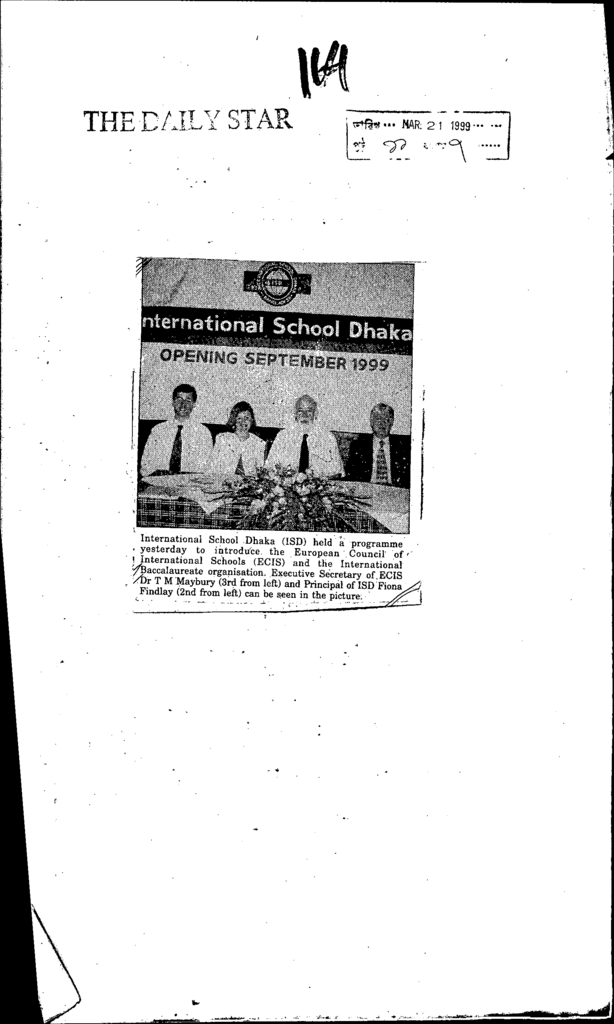 164
THE DAILY STAR
তারিখ ... MAR. 21 1999 ... ...
ISD
nternational School Dhaka
OPENING SEPTEMBER 1999
International School Dhaka (ISD) held a programme
yesterday to introduce the European Council of
International Schools (ECIS) and the International
Baccalaureate organisation. Executive Secretary of ECIS
Dr T M Maybury (3rd from left) and Principal of ISD Fiona
Findlay (2nd from left) can be seen in the picture.